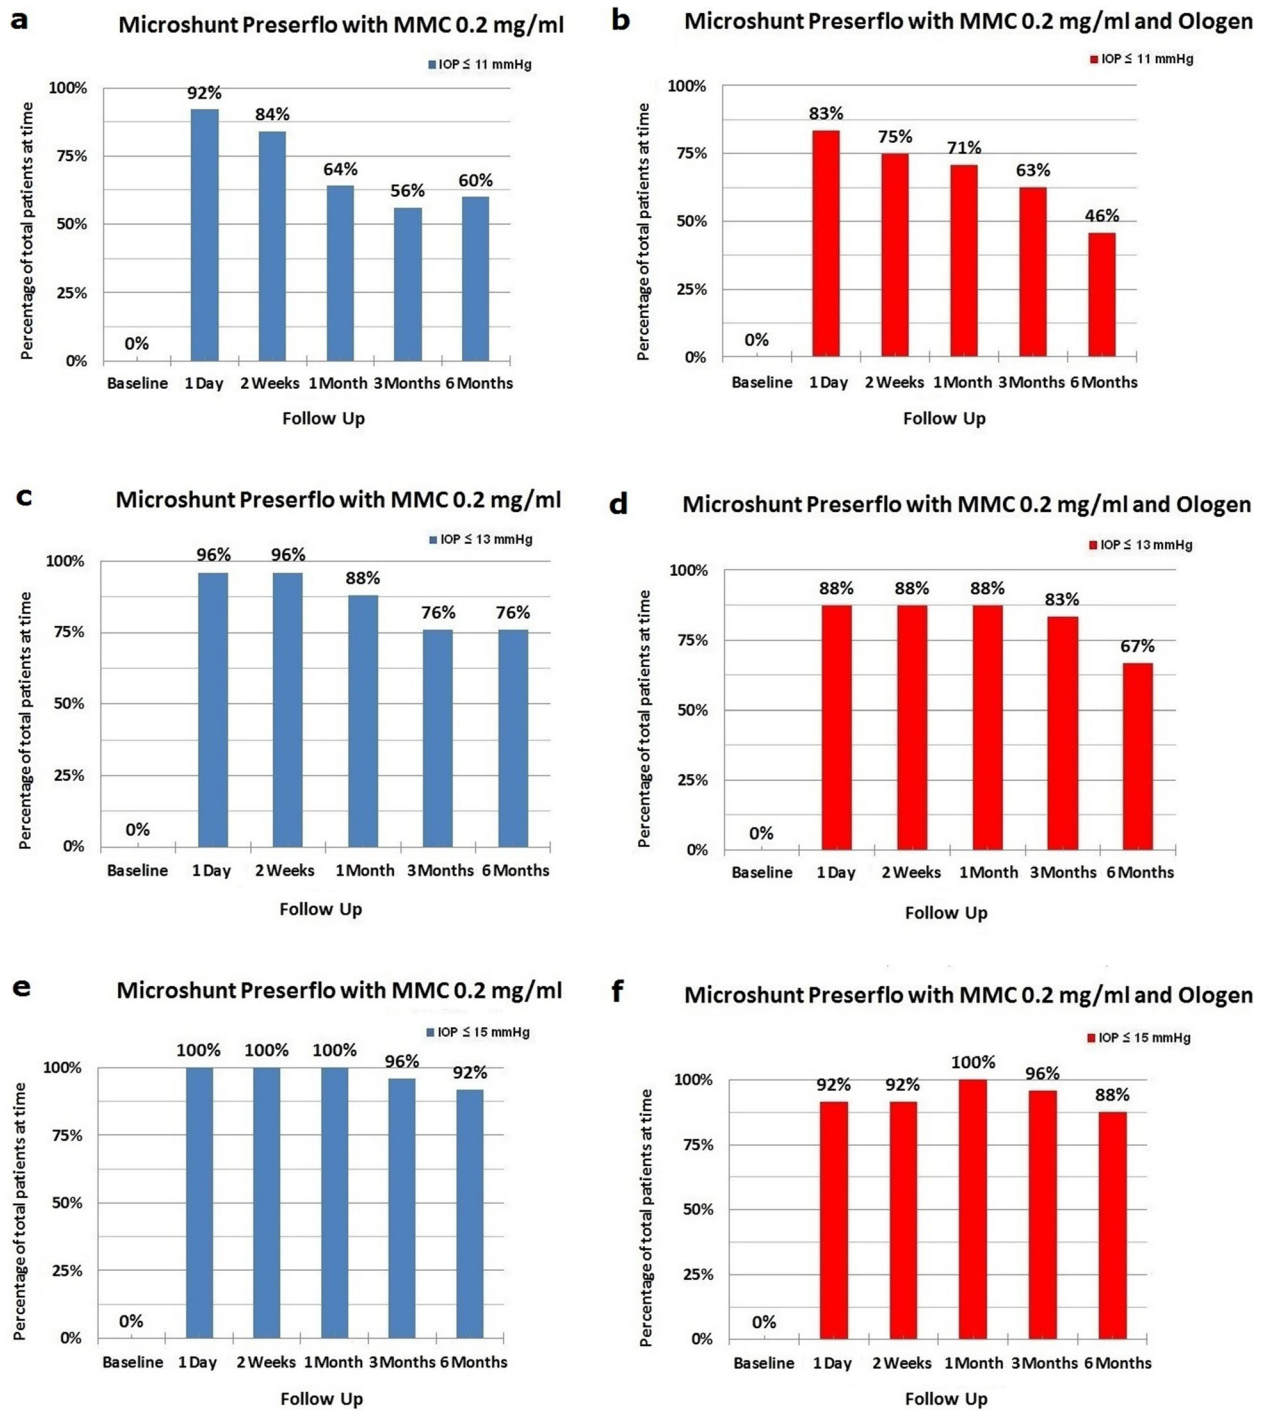 a
Microshunt Preserflo with MMC 0.2 mg/ml
IOP ≤ 11 mmHg
Percentage of total patients at time
100%
75%
50%
25%
0%
0%
92%
84%
64%
56%
60%
Baseline 1 Day 2 Weeks 1 Month 3 Months 6 Months
Follow Up
b
Microshunt Preserflo with MMC 0.2 mg/ml and Ologen
IOP ≤ 11 mmHg
Percentage of total patients at time
100%
75%
50%
25%
0%
0%
83%
75%
71%
63%
46%
Baseline 1 Day 2 Weeks 1 Month 3 Months 6 Months
Follow Up
c
Microshunt Preserflo with MMC 0.2 mg/ml
IOP ≤ 13 mmHg
Percentage of total patients at time
100%
75%
50%
25%
0%
0%
96%
96%
88%
76%
76%
Baseline 1 Day 2 Weeks 1 Month 3 Months 6 Months
Follow Up
d
Microshunt Preserflo with MMC 0.2 mg/ml and Ologen
IOP ≤ 13 mmHg
Percentage of total patients at time
100%
75%
50%
25%
0%
0%
88%
88%
88%
83%
67%
Baseline 1 Day 2 Weeks 1 Month 3 Months 6 Months
Follow Up
e
Microshunt Preserflo with MMC 0.2 mg/ml
IOP ≤ 15 mmHg
Percentage of total patients at time
100%
75%
50%
25%
0%
0%
100%
100%
100%
96%
92%
Baseline 1 Day 2 Weeks 1 Month 3 Months 6 Months
Follow Up
f
Microshunt Preserflo with MMC 0.2 mg/ml and Ologen
IOP ≤ 15 mmHg
Percentage of total patients at time
100%
75%
50%
25%
0%
0%
92%
92%
100%
96%
88%
Baseline 1 Day 2 Weeks 1 Month 3 Months 6 Months
Follow Up